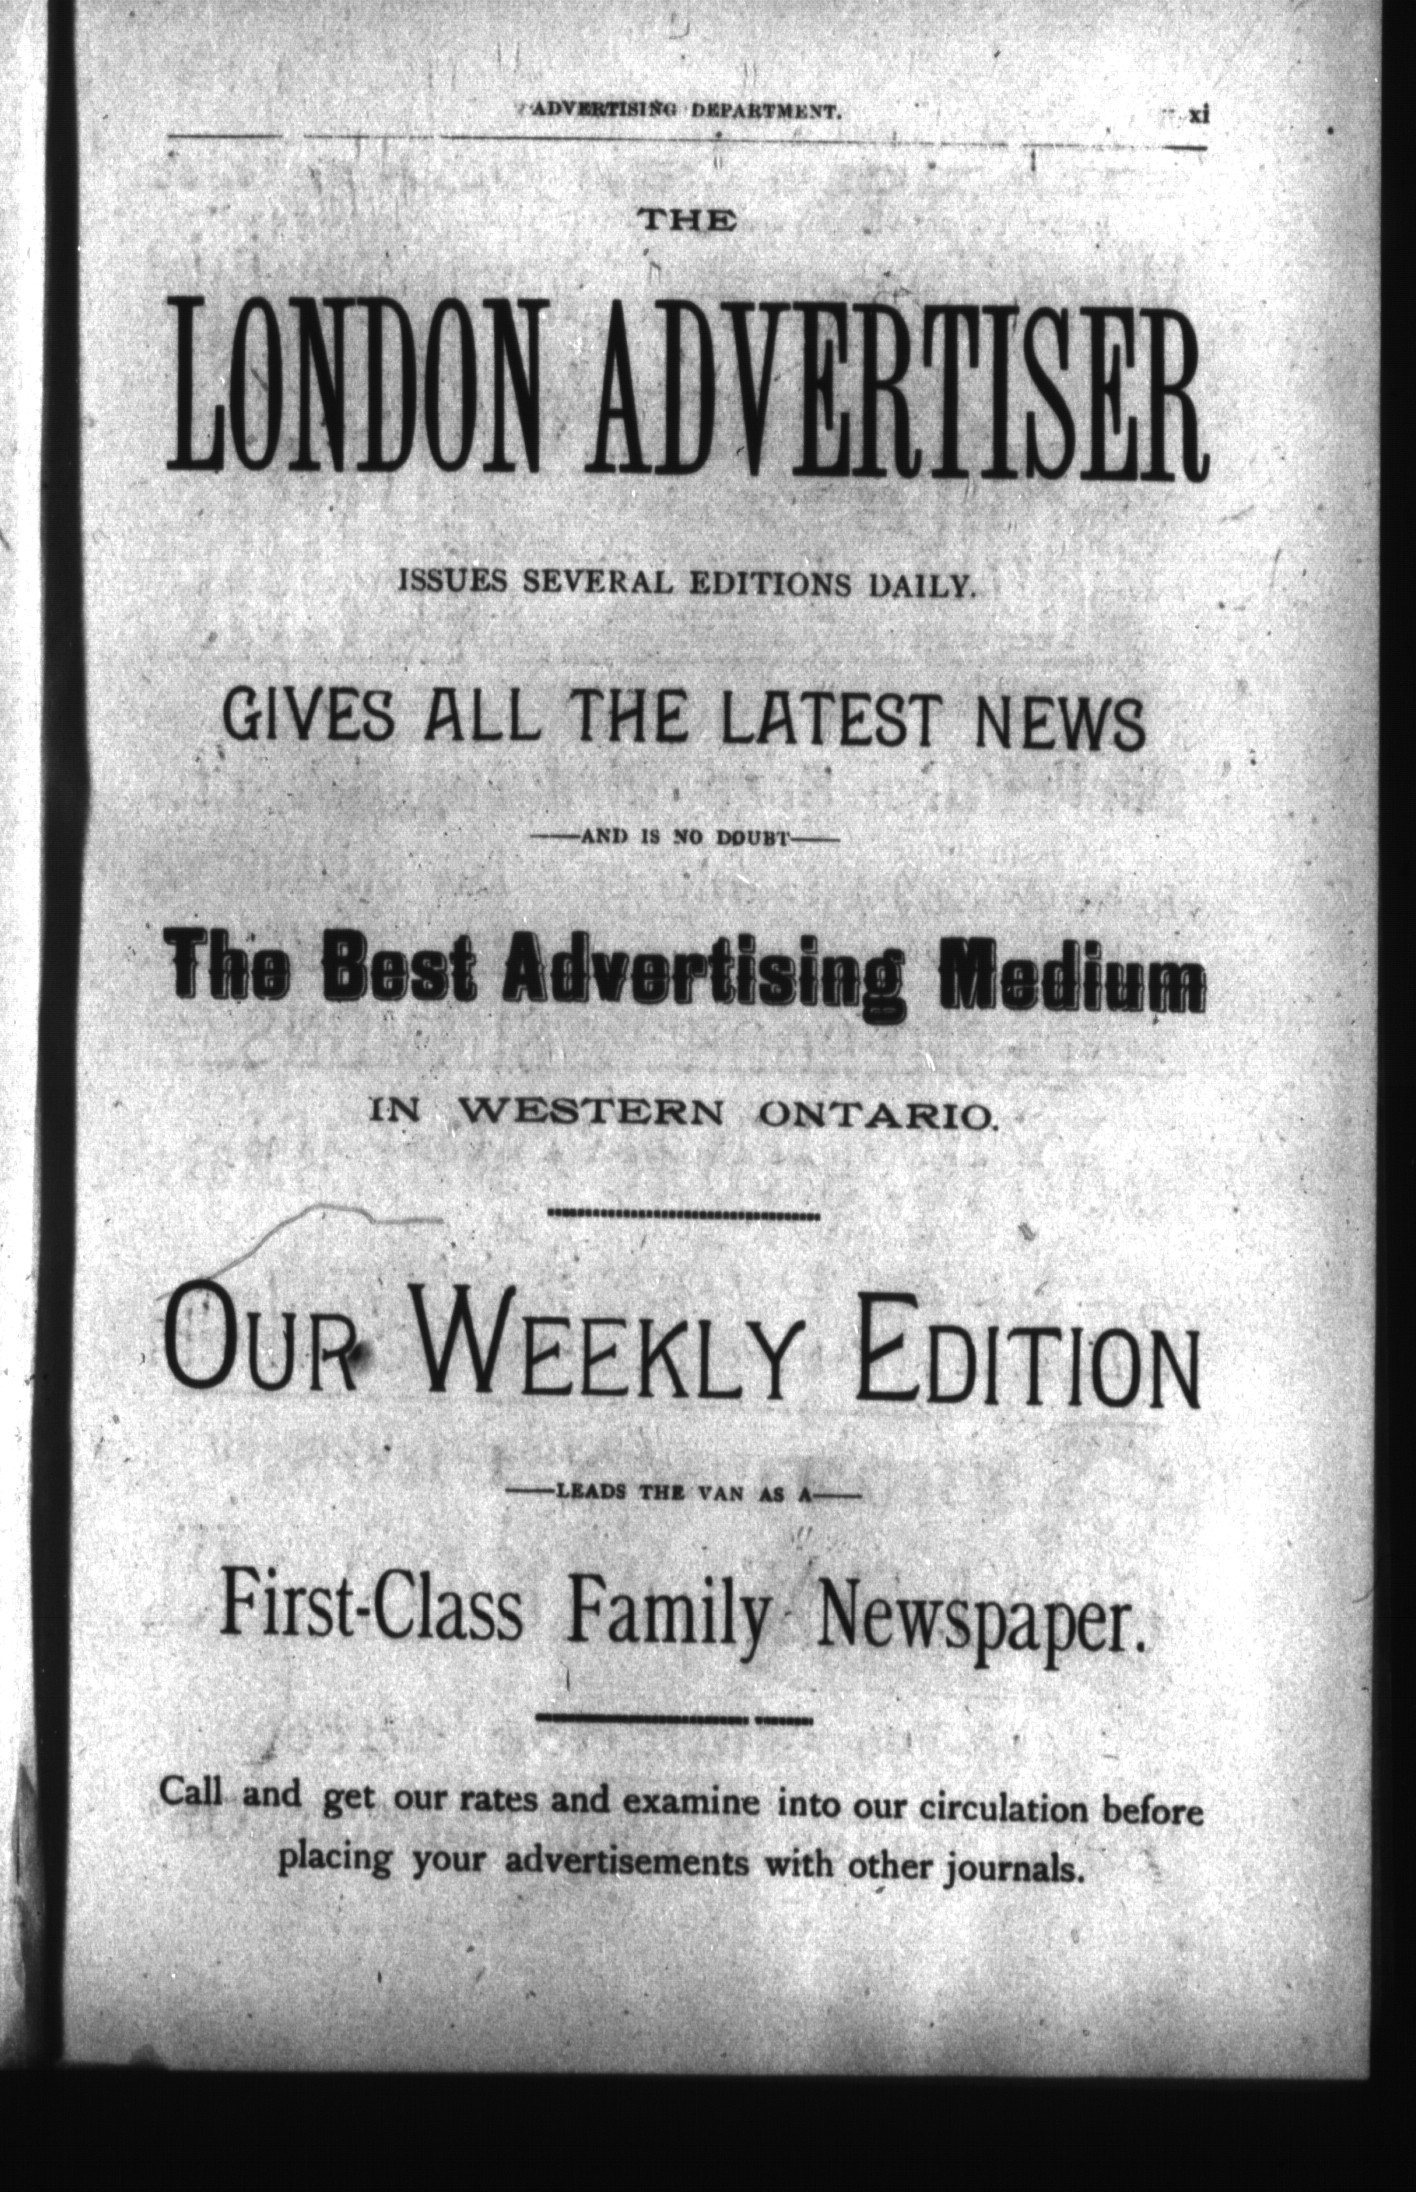 ADVERTISING DEPARTMENT. xi
THE
LONDON ADVERTISER
ISSUES SEVERAL EDITIONS DAILY.
GIVES ALL THE LATEST NEWS
——AND IS NO DOUBT——
The Best Advertising Medium
IN WESTERN ONTARIO.
OUR WEEKLY EDITION
——LEADS THE VAN AS A——
First-Class Family Newspaper.
Call and get our rates and examine into our circulation before
placing your advertisements with other journals.